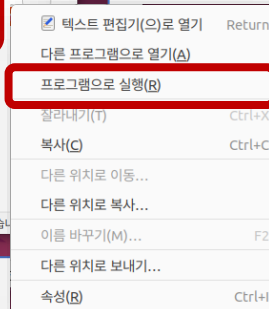 텍스트 편집기(으)로 열기 Return
다른 프로그램으로 열기(A)
프로그램으로 실행(R)
잘라내기(T) Ctrl+X
복사(C) Ctrl+C
다른 위치로 이동…
다른 위치로 복사…
이름 바꾸기(M)… F2
다른 위치로 보내기…
속성(R) Ctrl+I